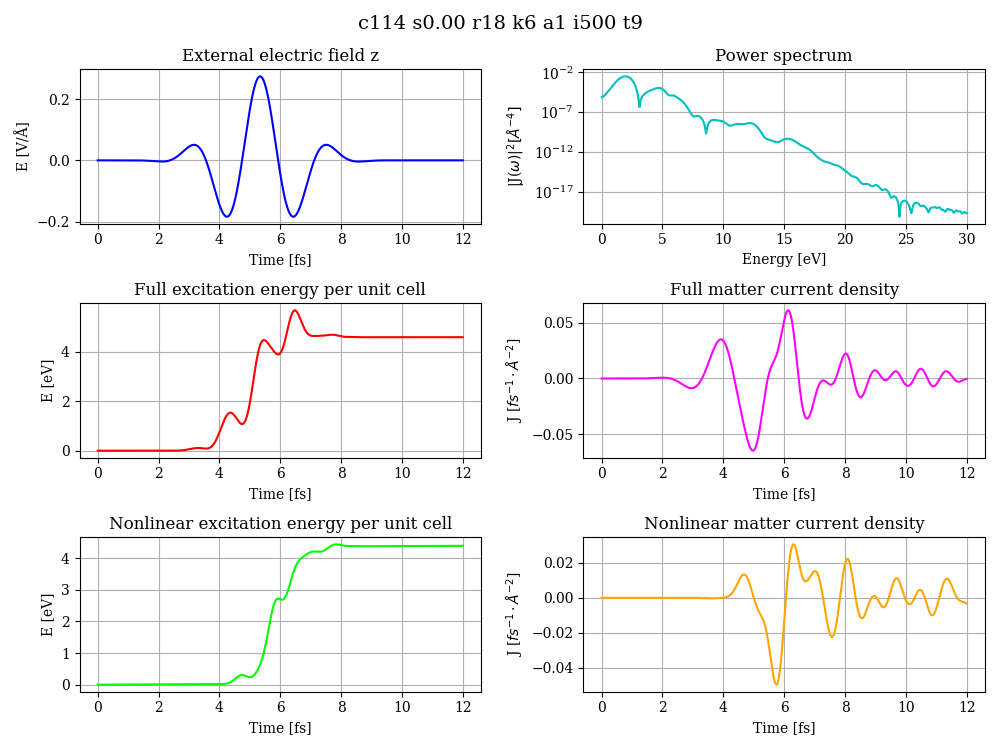 c114 s0.00 r18 k6 a1 i500 t9
External electric field z
E [V/Å]
0.2
0.0
−0.2
0 2 4 6 8 10 12
Time [fs]
Power spectrum
|J(ω)|² [Å⁻⁴]
10⁻²
10⁻⁷
10⁻¹²
10⁻¹⁷
0 5 10 15 20 25 30
Energy [eV]
Full excitation energy per unit cell
E [eV]
4
2
0
0 2 4 6 8 10 12
Time [fs]
Full matter current density
J [fs⁻¹ · Å⁻²]
0.05
0.00
−0.05
0 2 4 6 8 10 12
Time [fs]
Nonlinear excitation energy per unit cell
E [eV]
4
3
2
1
0
0 2 4 6 8 10 12
Time [fs]
Nonlinear matter current density
J [fs⁻¹ · Å⁻²]
0.02
0.00
−0.02
−0.04
0 2 4 6 8 10 12
Time [fs]